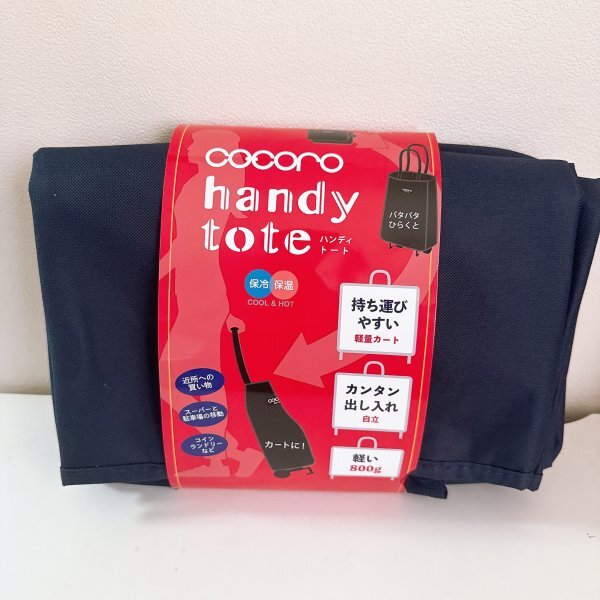 cocoro
handy
tote
ハンディ
トート
保冷 保温
COOL & HOT
パタパタ
ひらくと
持ち運び
やすい
軽量カート
近所への
買い物
カンタン
出し入れ
自立
スーパーと
駐車場の移動
コイン
ランドリー
など
カートに!
軽い
800g